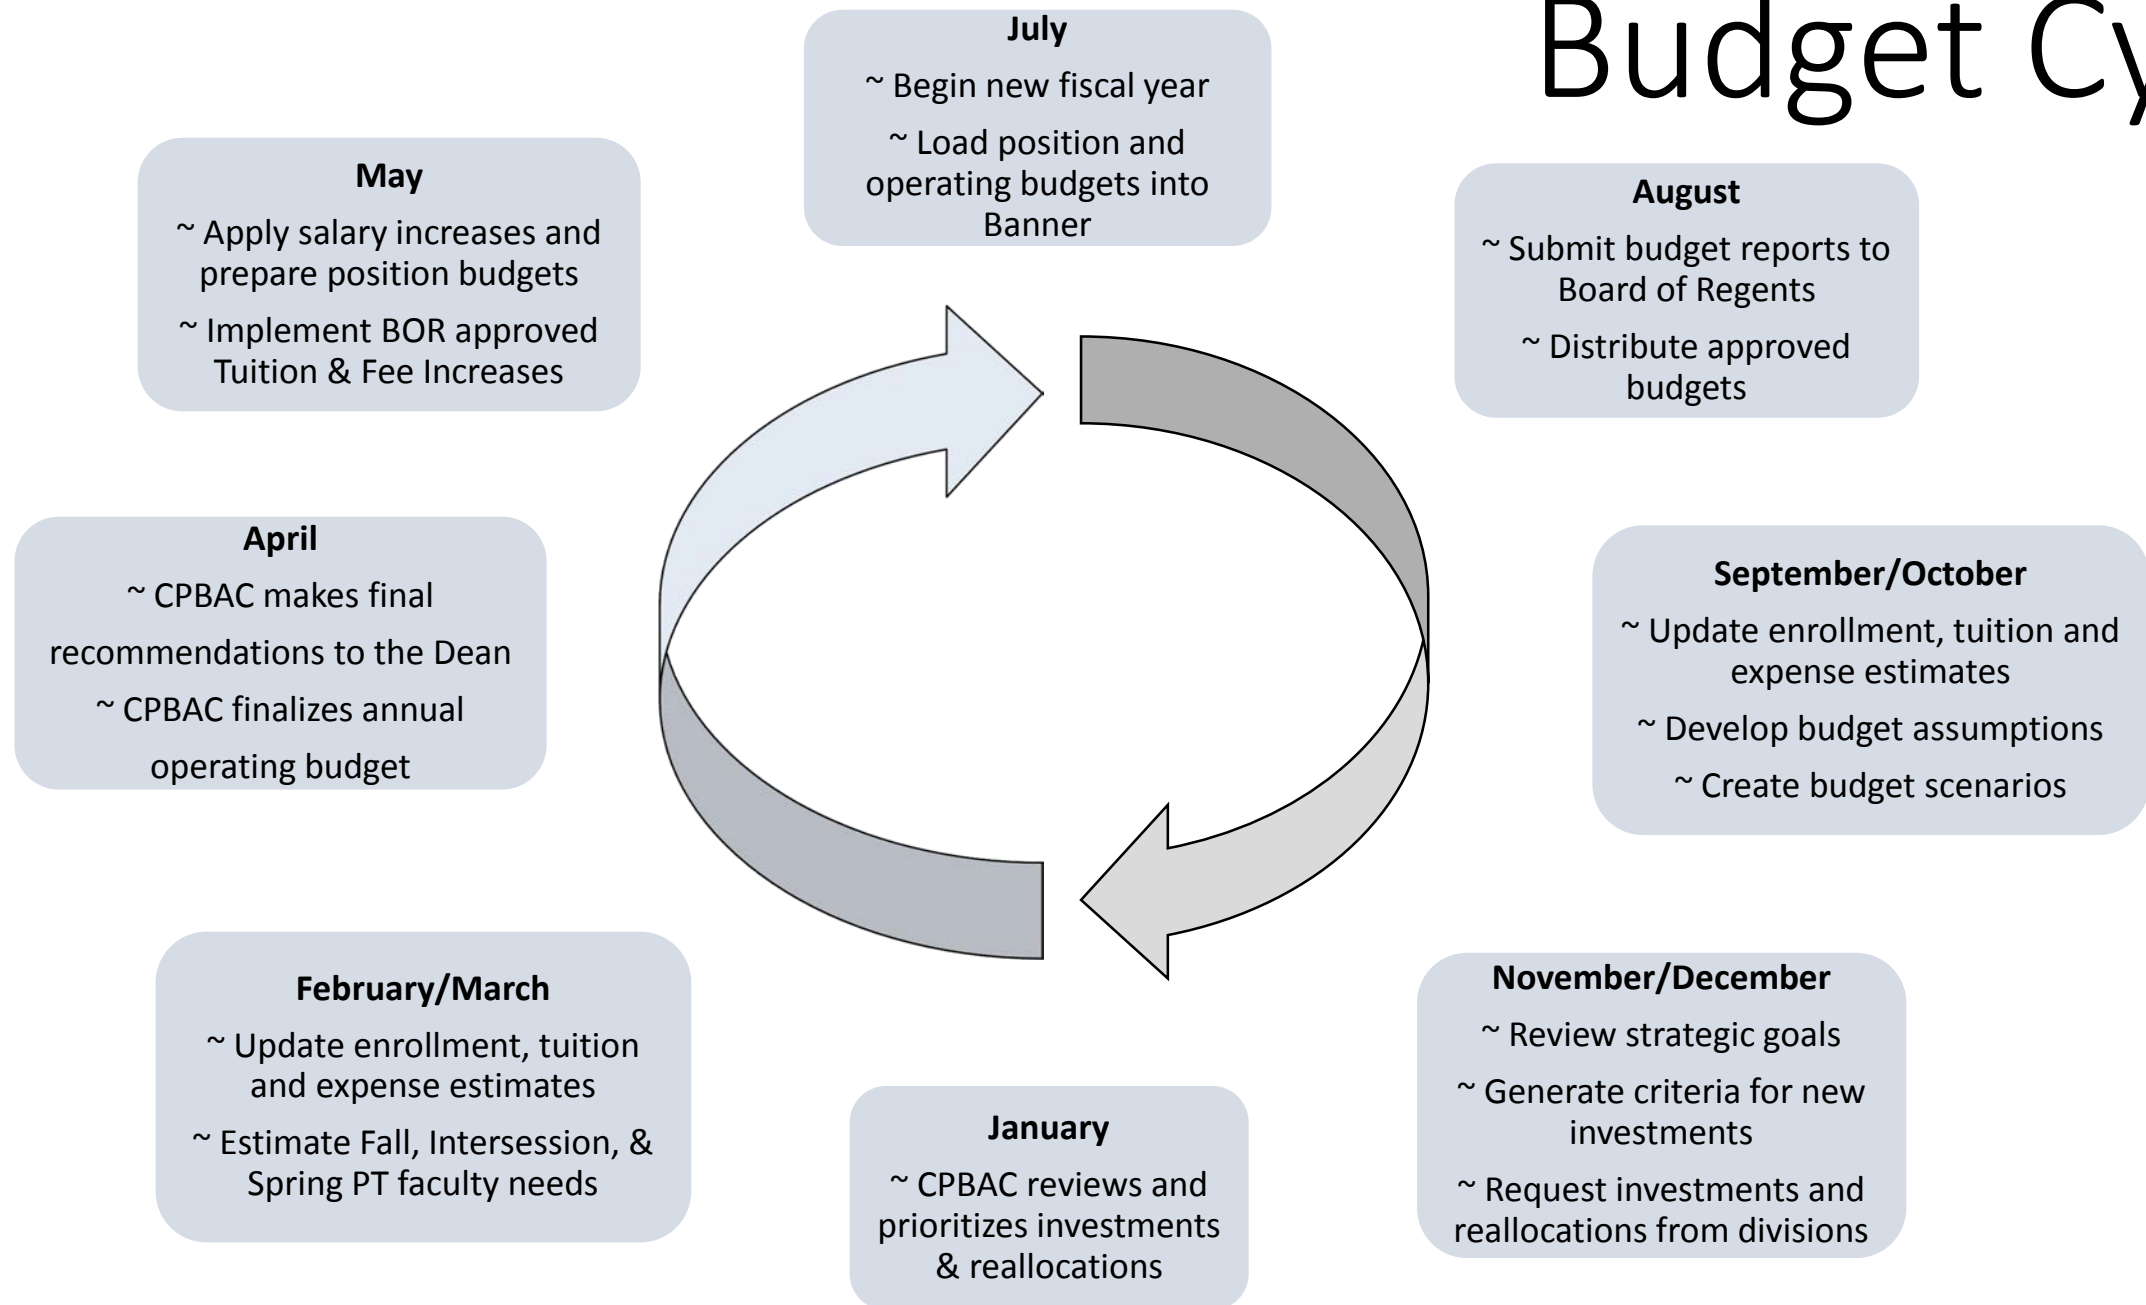 Budget Cy
July
~ Begin new fiscal year
~ Load position and
operating budgets into
Banner
August
~ Submit budget reports to
Board of Regents
~ Distribute approved
budgets
September/October
~ Update enrollment, tuition and
expense estimates
~ Develop budget assumptions
~ Create budget scenarios
November/December
~ Review strategic goals
~ Generate criteria for new
investments
~ Request investments and
reallocations from divisions
January
~ CPBAC reviews and
prioritizes investments
& reallocations
February/March
~ Update enrollment, tuition
and expense estimates
~ Estimate Fall, Intersession, &
Spring PT faculty needs
April
~ CPBAC makes final
recommendations to the Dean
~ CPBAC finalizes annual
operating budget
May
~ Apply salary increases and
prepare position budgets
~ Implement BOR approved
Tuition & Fee Increases